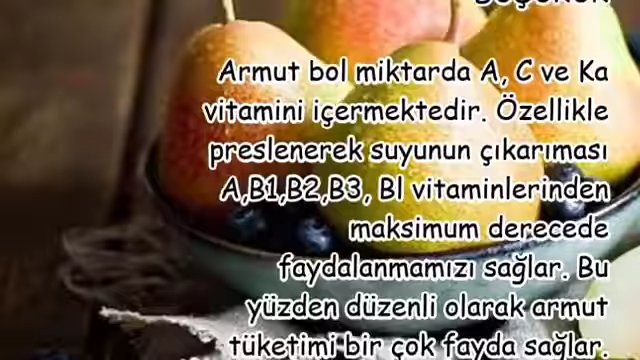 Armut bol miktarda A, C ve Ka
vitamini içermektedir. Özellikle
preslenerek suyunun çıkarıması
A,B1,B2,B3, Bl vitaminlerinden
maksimum derecede
faydalanmamızı sağlar. Bu
yüzden düzenli olarak armut
tüketimi bir çok fayda sağlar.